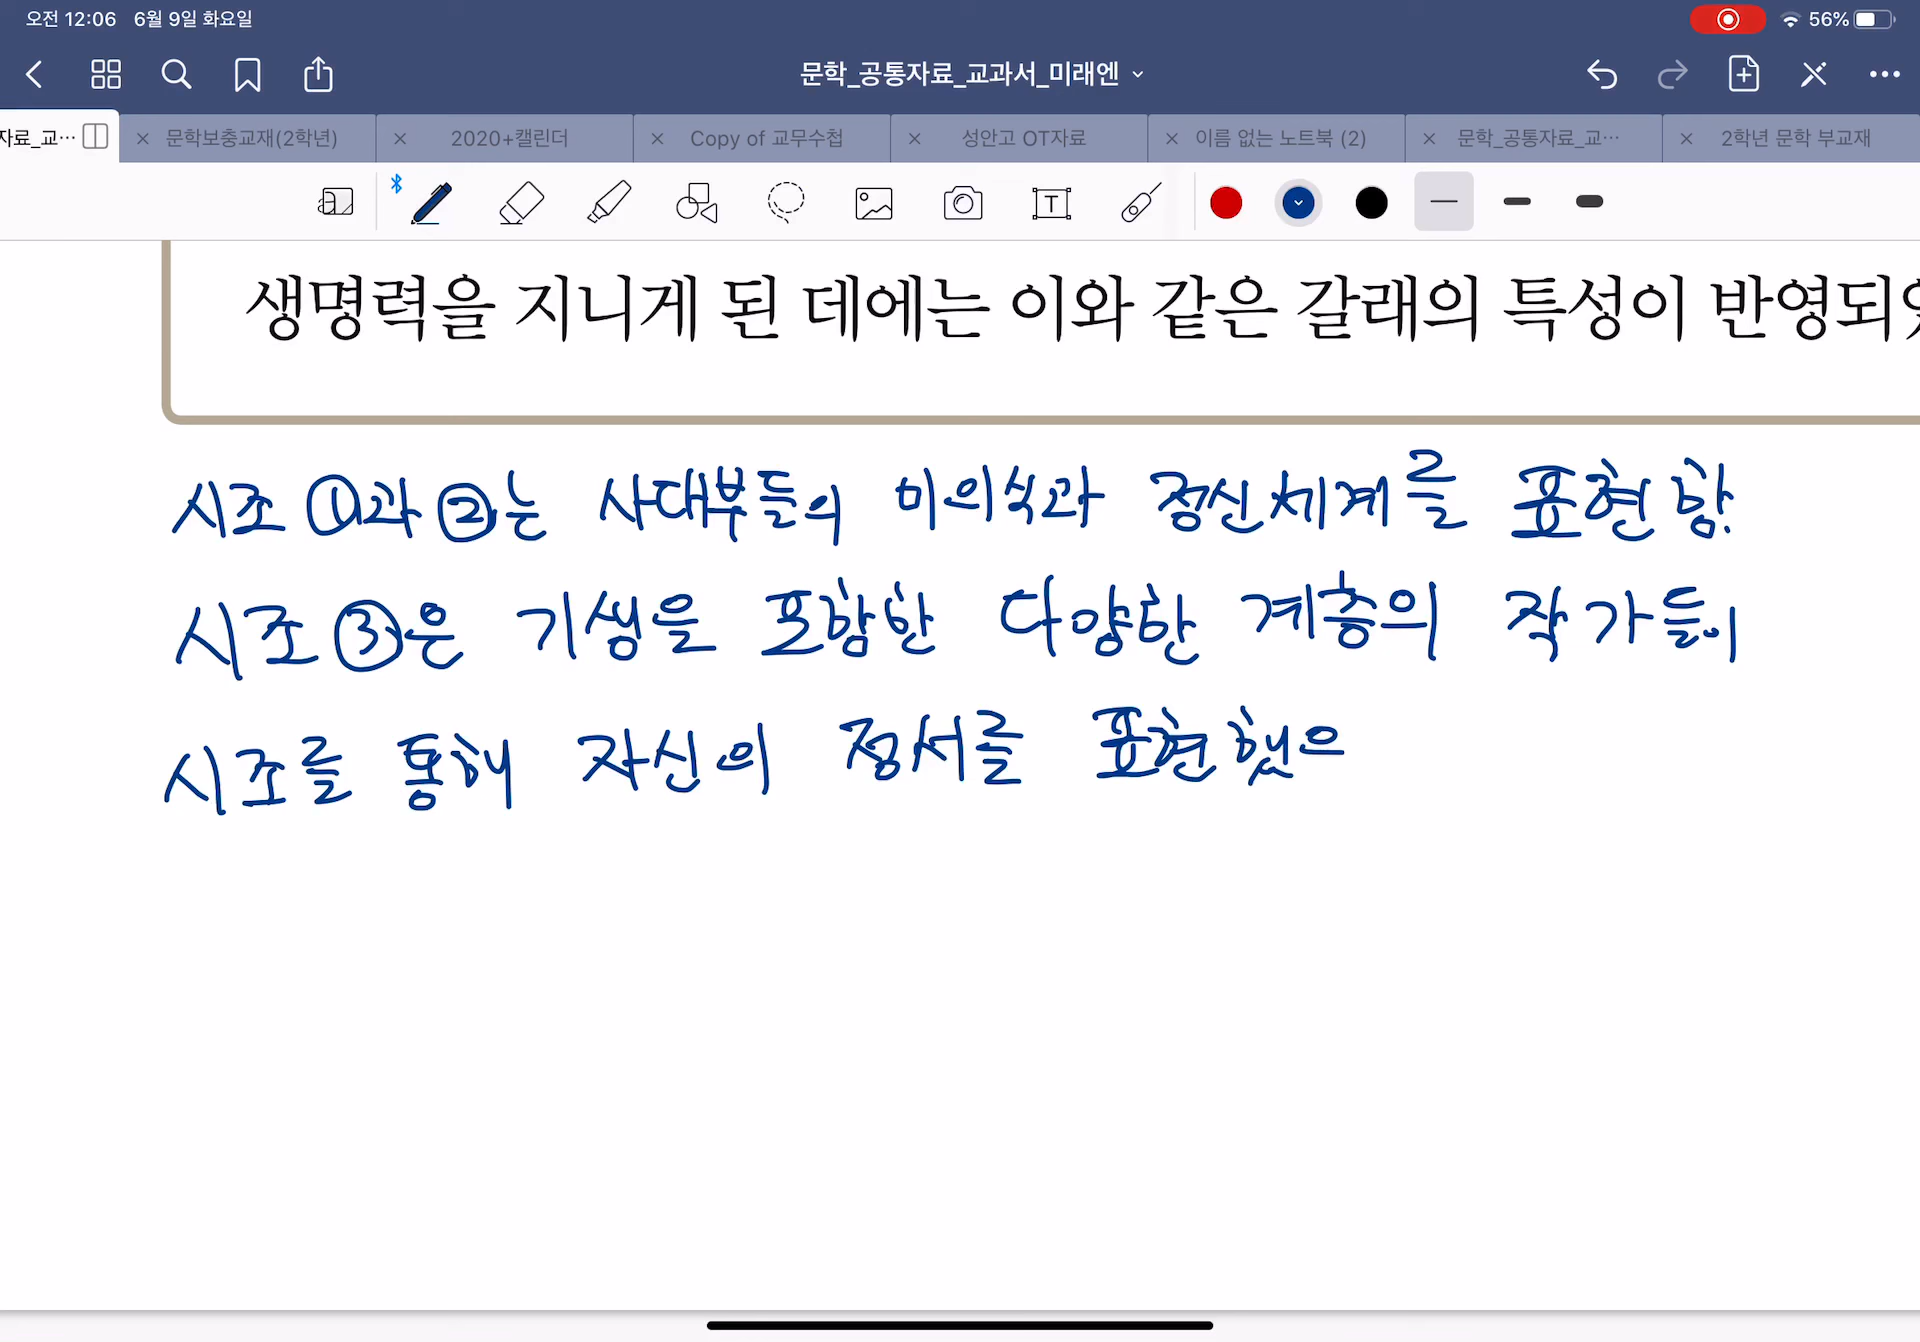 오전 12:06 6월 9일 화요일 56%
문학_공통자료_교과서_미래엔
자료_교… 문학보충교재(2학년) 2020+캘린더 Copy of 교무수첩 성안고 OT자료 이름 없는 노트북 (2) 문학_공통자료_교… 2학년 문학 부교재
생명력을 지니게 된 데에는 이와 같은 갈래의 특성이 반영되었
시조 ①과 ②는 사대부들의 미의식과 정신체계를 표현함.
시조 ③은 기생을 포함한 다양한 계층의 작가들이
시조를 통해 자신의 정서를 표현했으